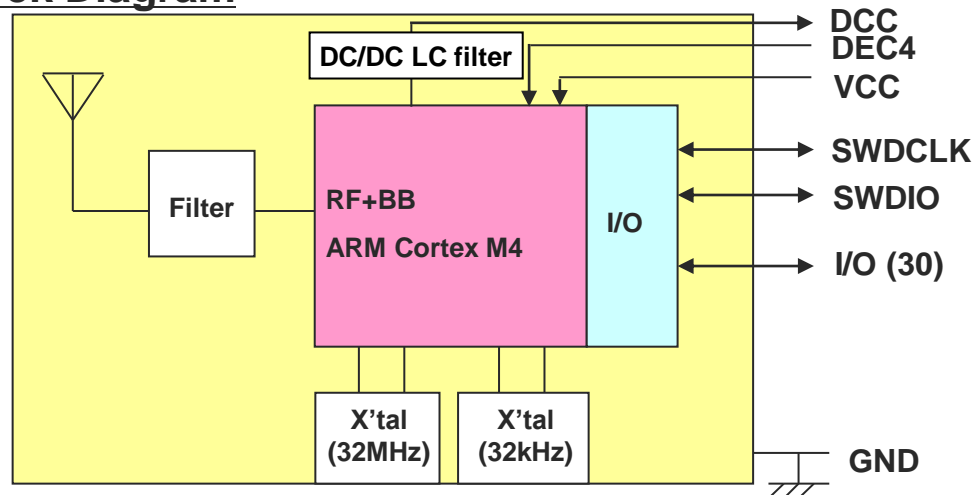 Diagram
DCC
DC/DC LC filter
DEC4
VCC
SWDCLK
Filter
RF+BB
I/O
SWDIO
ARM Cortex M4
I/O (30)
X'tal
(32MHz)
X'tal
(32kHz)
GND